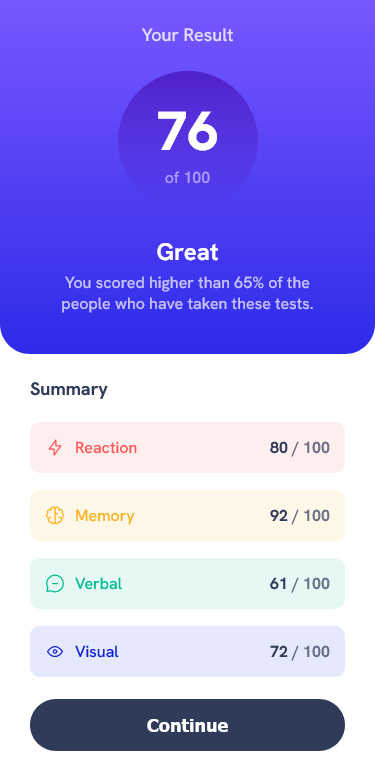 Your Result
76
of 100
Great
You scored higher than 65% of the
people who have taken these tests.
Summary
Reaction 80 / 100
Memory 92 / 100
Verbal 61 / 100
Visual 72 / 100
Continue